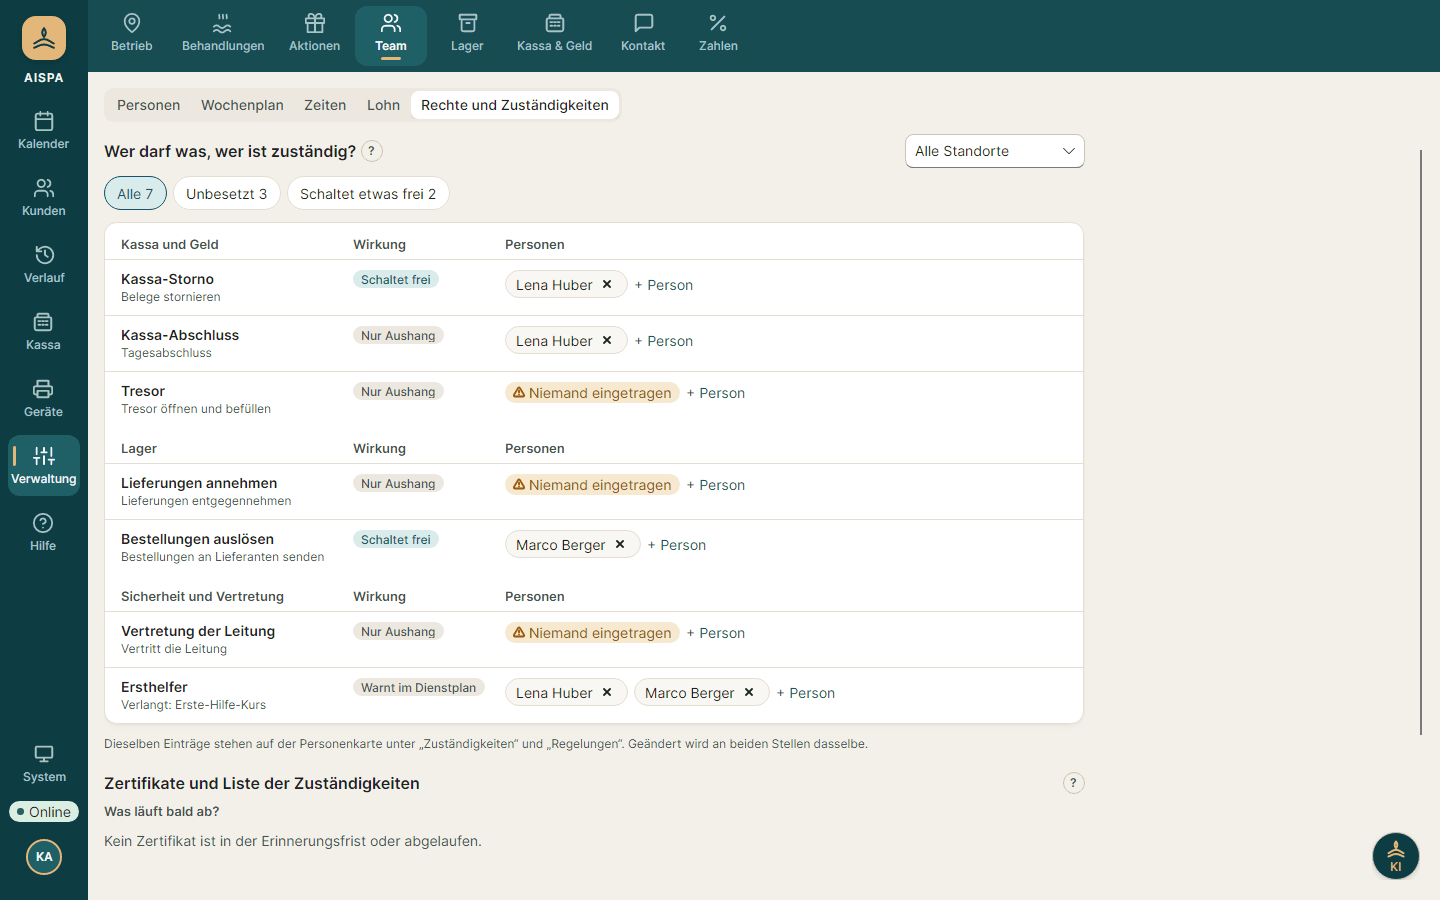 AISPA
Kalender
Kunden
Verlauf
Kassa
Geräte
Verwaltung
Hilfe
System
Online
KA
Betrieb
Behandlungen
Aktionen
Team
Lager
Kassa & Geld
Kontakt
Zahlen
Personen
Wochenplan
Zeiten
Lohn
Rechte und Zuständigkeiten
Wer darf was, wer ist zuständig? ?
Alle Standorte
Alle 7
Unbesetzt 3
Schaltet etwas frei 2
Kassa und Geld Wirkung Personen
Kassa-Storno Schaltet frei Lena Huber × + Person
Belege stornieren
Kassa-Abschluss Nur Aushang Lena Huber × + Person
Tagesabschluss
Tresor Nur Aushang Niemand eingetragen + Person
Tresor öffnen und befüllen
Lager Wirkung Personen
Lieferungen annehmen Nur Aushang Niemand eingetragen + Person
Lieferungen entgegennehmen
Bestellungen auslösen Schaltet frei Marco Berger × + Person
Bestellungen an Lieferanten senden
Sicherheit und Vertretung Wirkung Personen
Vertretung der Leitung Nur Aushang Niemand eingetragen + Person
Vertritt die Leitung
Ersthelfer Warnt im Dienstplan Lena Huber × Marco Berger × + Person
Verlangt: Erste-Hilfe-Kurs
Dieselben Einträge stehen auf der Personenkarte unter „Zuständigkeiten“ und „Regelungen“. Geändert wird an beiden Stellen dasselbe.
Zertifikate und Liste der Zuständigkeiten ?
Was läuft bald ab?
Kein Zertifikat ist in der Erinnerungsfrist oder abgelaufen.
KI